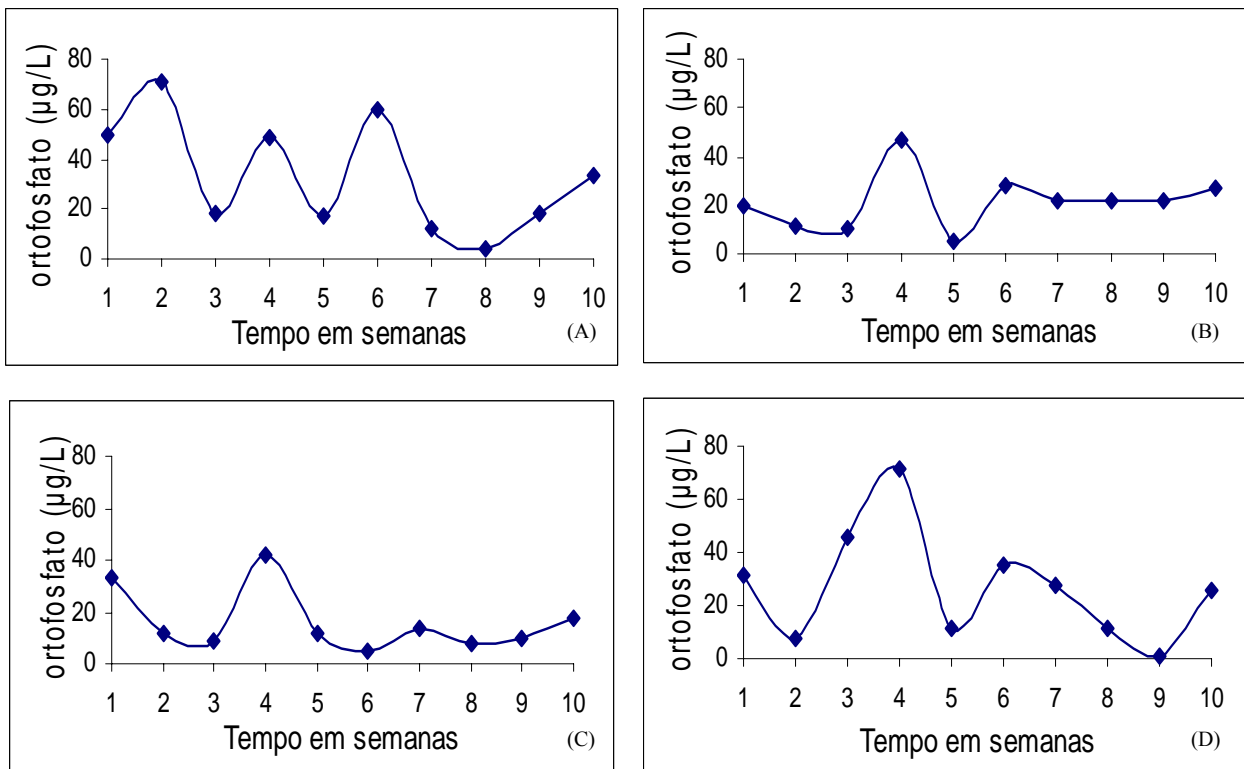 ortofosfato (µg/L)
80
60
40
20
0
1 2 3 4 5 6 7 8 9 10
Tempo em semanas (A)
ortofosfato (µg/L)
80
60
40
20
0
1 2 3 4 5 6 7 8 9 10
Tempo em semanas (B)
ortofosfato (µg/L)
80
60
40
20
0
1 2 3 4 5 6 7 8 9 10
Tempo em semanas (C)
ortofosfato (µg/L)
80
60
40
20
0
1 2 3 4 5 6 7 8 9 10
Tempo em semanas (D)